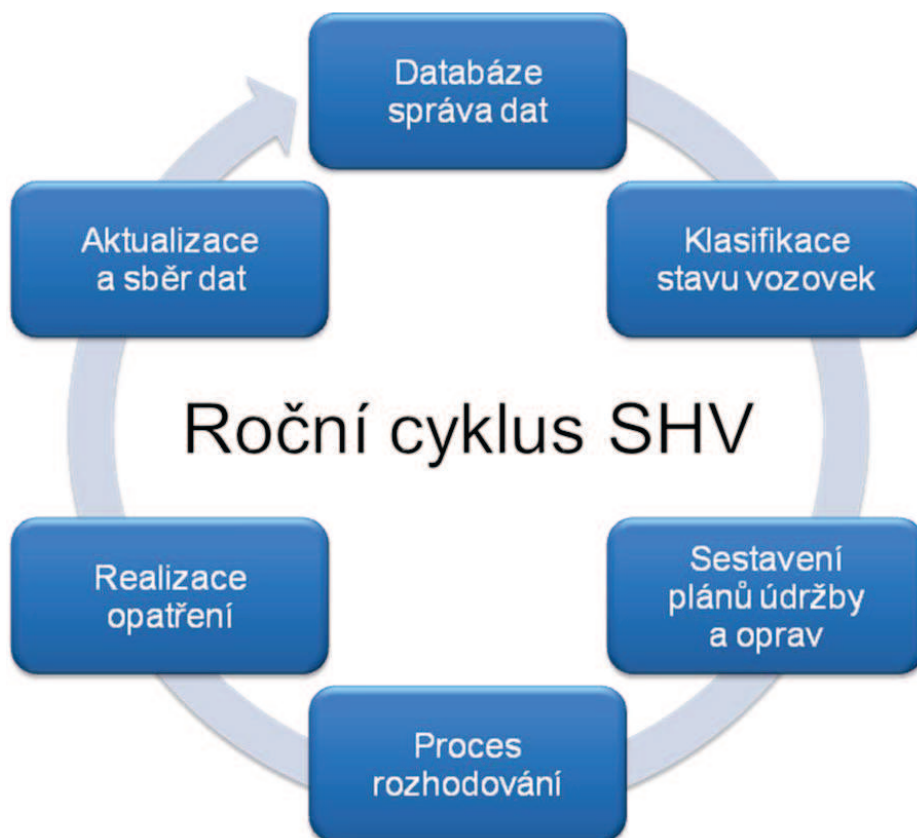 Databáze
správa dat
Klasifikace
stavu vozovek
Sestavení
plánů údržby
a oprav
Proces
rozhodování
Realizace
opatření
Aktualizace
a sběr dat
Roční cyklus SHV